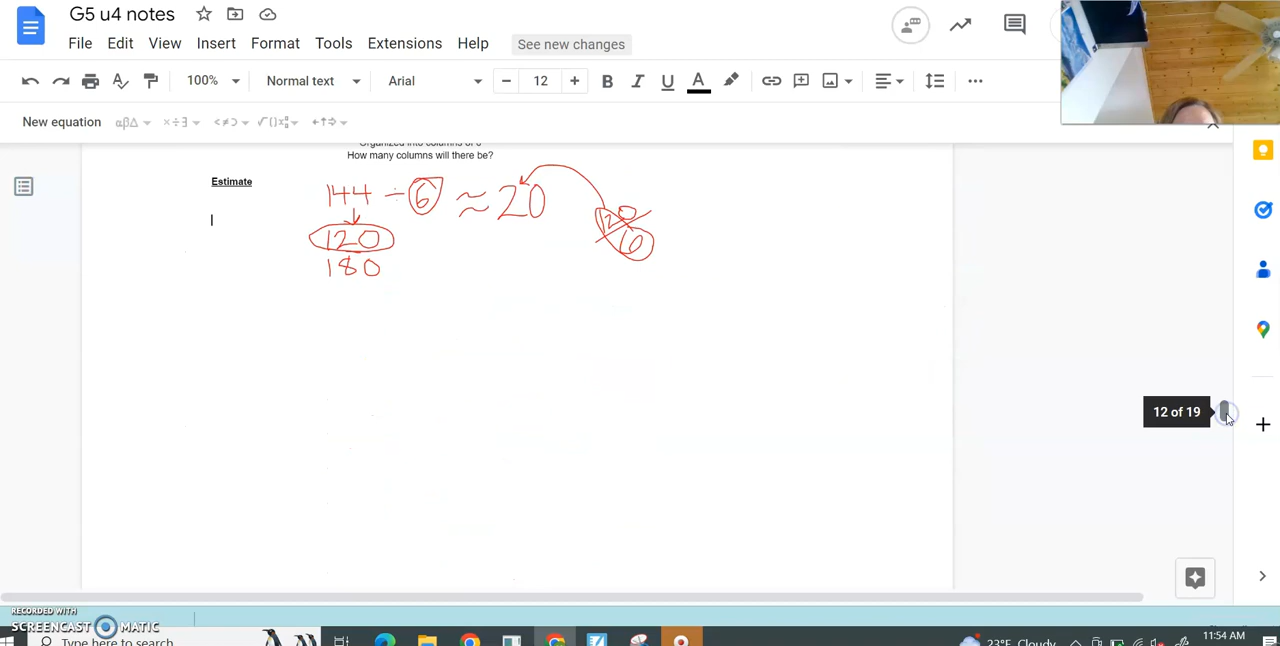 G5 u4 notes
File Edit View Insert Format Tools Extensions Help See new changes
100% Normal text Arial 12 B I U A
New equation αβΔ ×÷∃ <≠⊃ √()x
How many columns will there be?
Estimate
144 ÷ 6 ≈ 20
120
180
12 of 19
RECORDED WITH
SCREENCAST MATIC
Type here to search
23°F Cloudy
11:54 AM